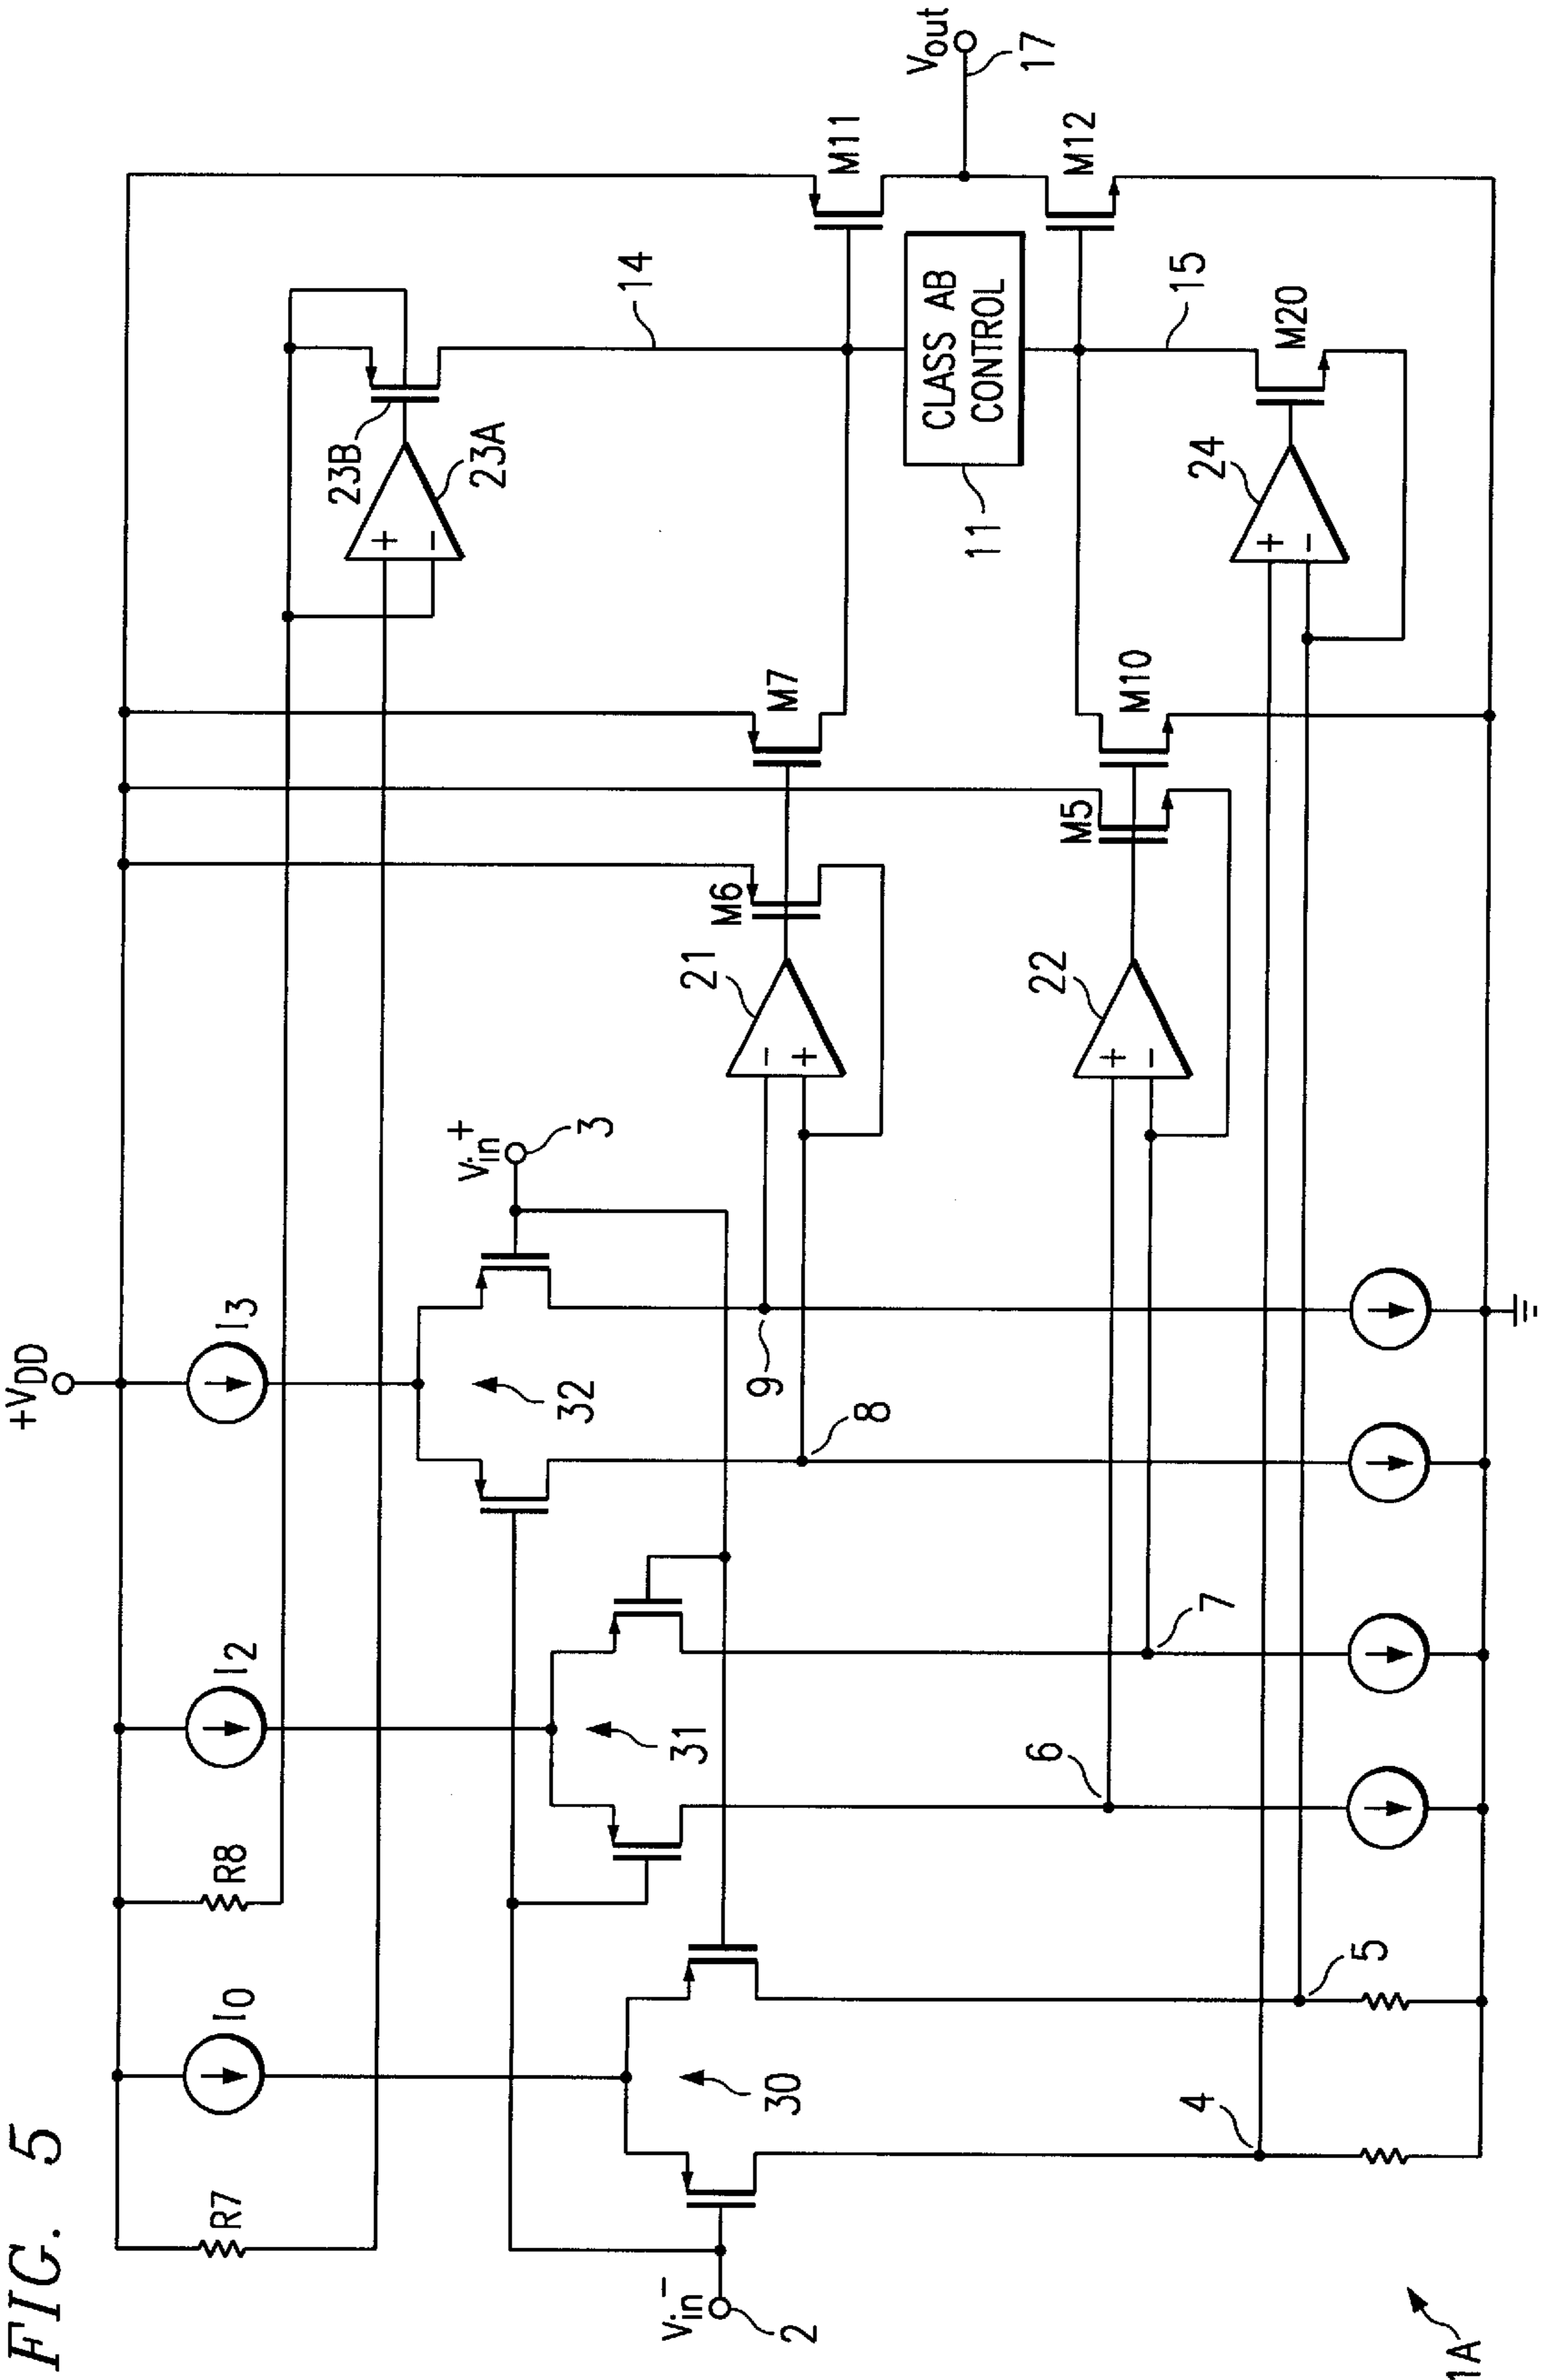 FIG. 5
+VDD
R7
I0
R8
I2
I3
23B
23A
14
Vin-
2
30
31
32
Vin+
3
+
-
M6
M7
21
-
+
9
8
M11
Vout
17
CLASS AB
CONTROL
11
M12
22
+
-
M5
M10
6
7
24
+
-
M20
15
4
5
1A